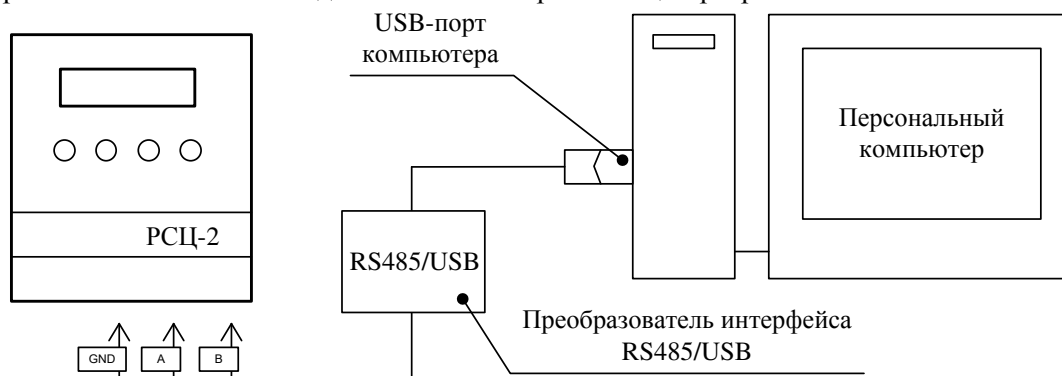 USB-порт
компьютера
Персональный
компьютер
РСЦ-2
RS485/USB
Преобразователь интерфейса
RS485/USB
GND
A
B